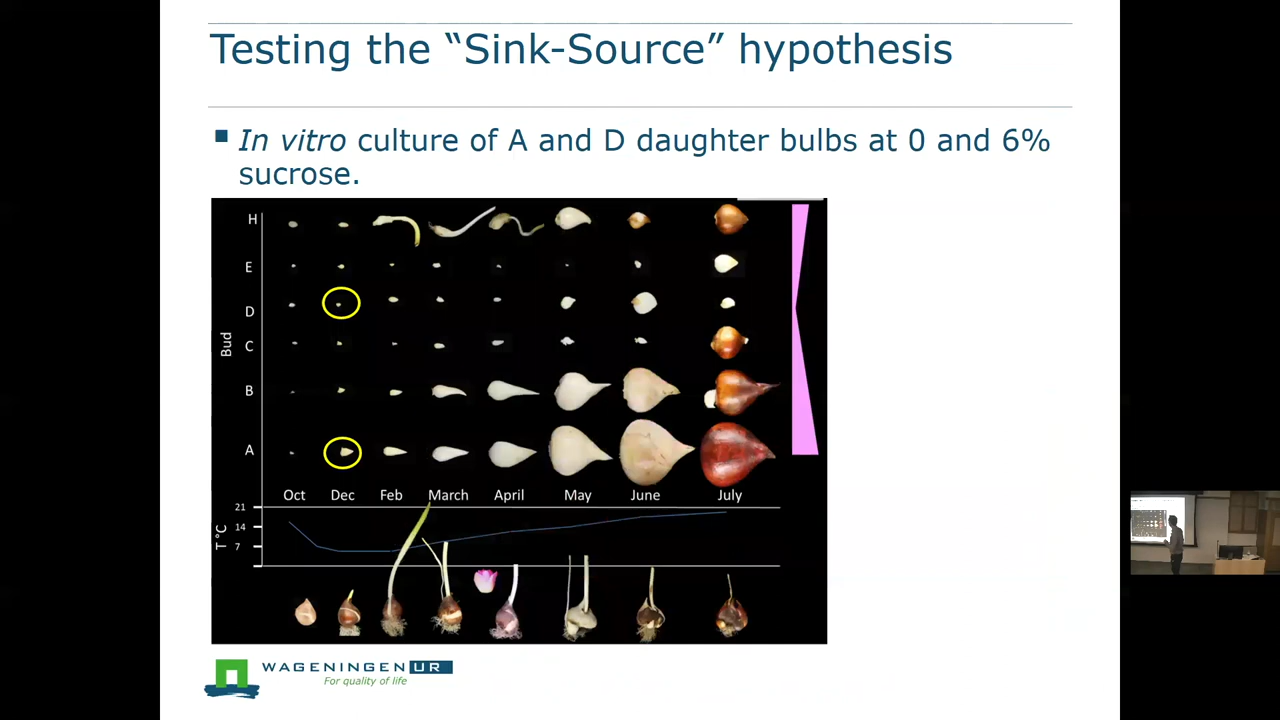 Testing the “Sink-Source” hypothesis
In vitro culture of A and D daughter bulbs at 0 and 6%
sucrose.
H
E
D
C
B
A
Bud
Oct Dec Feb March April May June July
21
14
7
T °C
WAGENINGEN UR
For quality of life